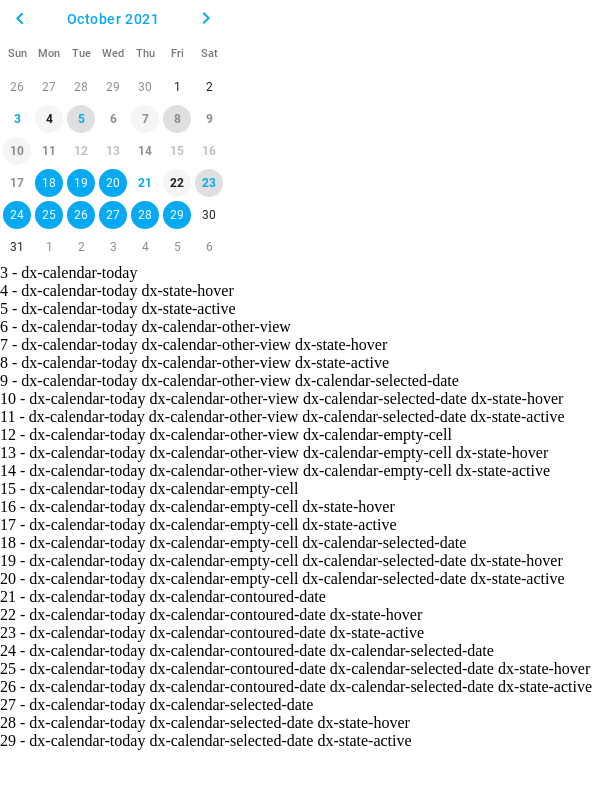 October 2021
Sun Mon Tue Wed Thu Fri Sat
26 27 28 29 30 1 2
3 4 5 6 7 8 9
10 11 12 13 14 15 16
17 18 19 20 21 22 23
24 25 26 27 28 29 30
31 1 2 3 4 5 6
3 - dx-calendar-today
4 - dx-calendar-today dx-state-hover
5 - dx-calendar-today dx-state-active
6 - dx-calendar-today dx-calendar-other-view
7 - dx-calendar-today dx-calendar-other-view dx-state-hover
8 - dx-calendar-today dx-calendar-other-view dx-state-active
9 - dx-calendar-today dx-calendar-other-view dx-calendar-selected-date
10 - dx-calendar-today dx-calendar-other-view dx-calendar-selected-date dx-state-hover
11 - dx-calendar-today dx-calendar-other-view dx-calendar-selected-date dx-state-active
12 - dx-calendar-today dx-calendar-other-view dx-calendar-empty-cell
13 - dx-calendar-today dx-calendar-other-view dx-calendar-empty-cell dx-state-hover
14 - dx-calendar-today dx-calendar-other-view dx-calendar-empty-cell dx-state-active
15 - dx-calendar-today dx-calendar-empty-cell
16 - dx-calendar-today dx-calendar-empty-cell dx-state-hover
17 - dx-calendar-today dx-calendar-empty-cell dx-state-active
18 - dx-calendar-today dx-calendar-empty-cell dx-calendar-selected-date
19 - dx-calendar-today dx-calendar-empty-cell dx-calendar-selected-date dx-state-hover
20 - dx-calendar-today dx-calendar-empty-cell dx-calendar-selected-date dx-state-active
21 - dx-calendar-today dx-calendar-contoured-date
22 - dx-calendar-today dx-calendar-contoured-date dx-state-hover
23 - dx-calendar-today dx-calendar-contoured-date dx-state-active
24 - dx-calendar-today dx-calendar-contoured-date dx-calendar-selected-date
25 - dx-calendar-today dx-calendar-contoured-date dx-calendar-selected-date dx-state-hover
26 - dx-calendar-today dx-calendar-contoured-date dx-calendar-selected-date dx-state-active
27 - dx-calendar-today dx-calendar-selected-date
28 - dx-calendar-today dx-calendar-selected-date dx-state-hover
29 - dx-calendar-today dx-calendar-selected-date dx-state-active